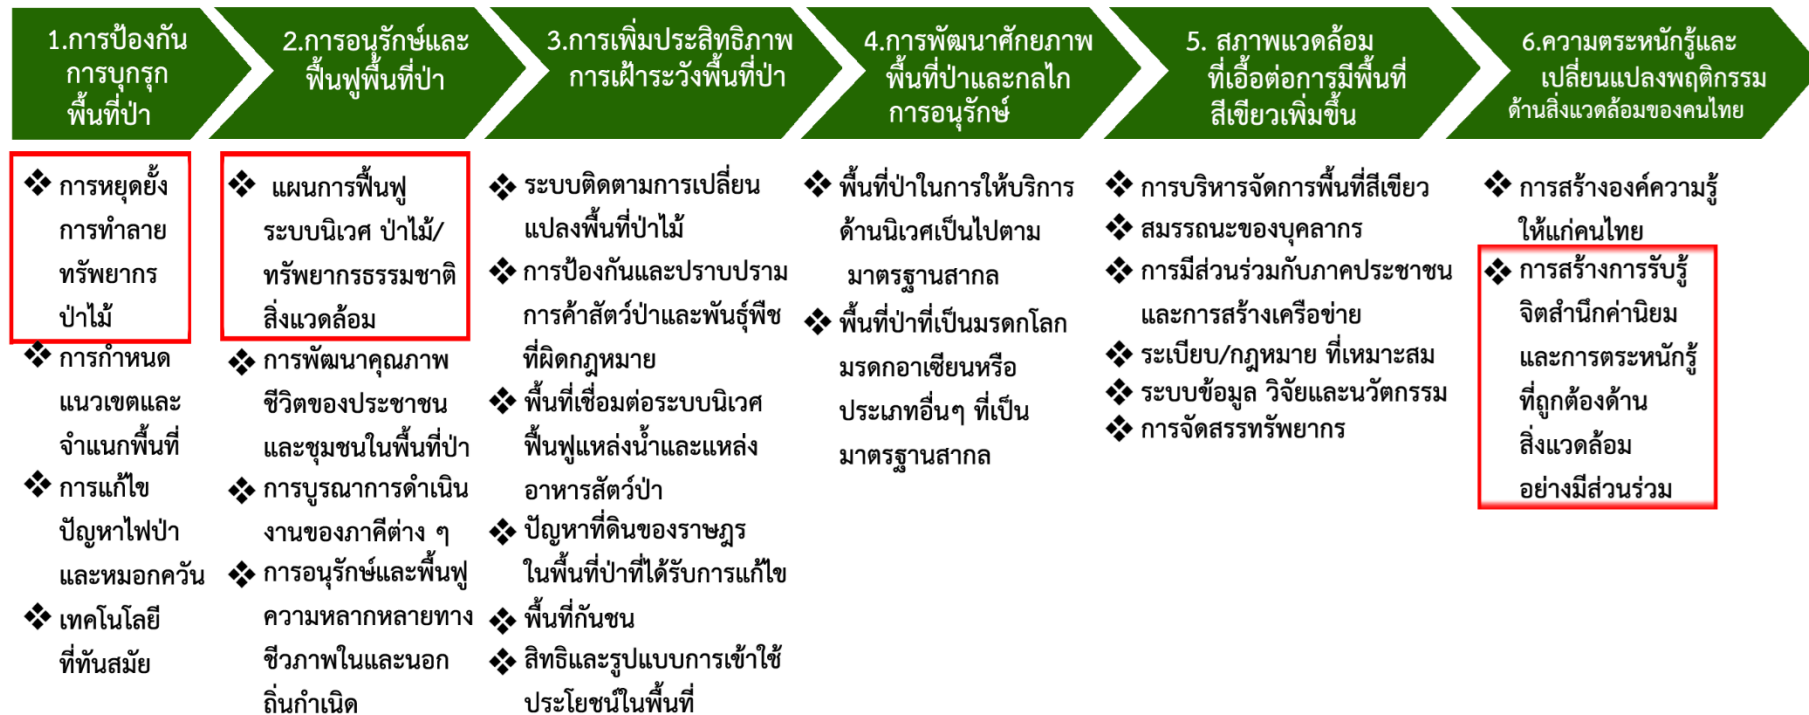 1.การป้องกัน
การบุกรุก
พื้นที่ป่า
2.การอนุรักษ์และ
ฟื้นฟูพื้นที่ป่า
3.การเพิ่มประสิทธิภาพ
การเฝ้าระวังพื้นที่ป่า
4.การพัฒนาศักยภาพ
พื้นที่ป่าและกลไก
การอนุรักษ์
5. สภาพแวดล้อม
ที่เอื้อต่อการมีพื้นที่
สีเขียวเพิ่มขึ้น
6.ความตระหนักรู้และ
เปลี่ยนแปลงพฤติกรรม
ด้านสิ่งแวดล้อมของคนไทย
❖ การหยุดยั้ง
การทำลาย
ทรัพยากร
ป่าไม้
❖ การกำหนด
แนวเขตและ
จำแนกพื้นที่
❖ การแก้ไข
ปัญหาไฟป่า
และหมอกควัน
❖ เทคโนโลยี
ที่ทันสมัย
❖ แผนการฟื้นฟู
ระบบนิเวศ ป่าไม้/
ทรัพยากรธรรมชาติ
สิ่งแวดล้อม
❖ การพัฒนาคุณภาพ
ชีวิตของประชาชน
และชุมชนในพื้นที่ป่า
❖ การบูรณาการดำเนิน
งานของภาคีต่าง ๆ
❖ การอนุรักษ์และพื้นฟู
ความหลากหลายทาง
ชีวภาพในและนอก
ถิ่นกำเนิด
❖ ระบบติดตามการเปลี่ยน
แปลงพื้นที่ป่าไม้
❖ การป้องกันและปราบปราม
การค้าสัตว์ป่าและพันธุ์พืช
ที่ผิดกฎหมาย
❖ พื้นที่เชื่อมต่อระบบนิเวศ
ฟื้นฟูแหล่งน้ำและแหล่ง
อาหารสัตว์ป่า
❖ ปัญหาที่ดินของราษฎร
ในพื้นที่ป่าที่ได้รับการแก้ไข
❖ พื้นที่กันชน
❖ สิทธิและรูปแบบการเข้าใช้
ประโยชน์ในพื้นที่
❖ พื้นที่ป่าในการให้บริการ
ด้านนิเวศเป็นไปตาม
มาตรฐานสากล
❖ พื้นที่ป่าที่เป็นมรดกโลก
มรดกอาเซียนหรือ
ประเภทอื่นๆ ที่เป็น
มาตรฐานสากล
❖ การบริหารจัดการพื้นที่สีเขียว
❖ สมรรถนะของบุคลากร
❖ การมีส่วนร่วมกับภาคประชาชน
และการสร้างเครือข่าย
❖ ระเบียบ/กฎหมาย ที่เหมาะสม
❖ ระบบข้อมูล วิจัยและนวัตกรรม
❖ การจัดสรรทรัพยากร
❖ การสร้างองค์ความรู้
ให้แก่คนไทย
❖ การสร้างการรับรู้
จิตสำนึกค่านิยม
และการตระหนักรู้
ที่ถูกต้องด้าน
สิ่งแวดล้อม
อย่างมีส่วนร่วม